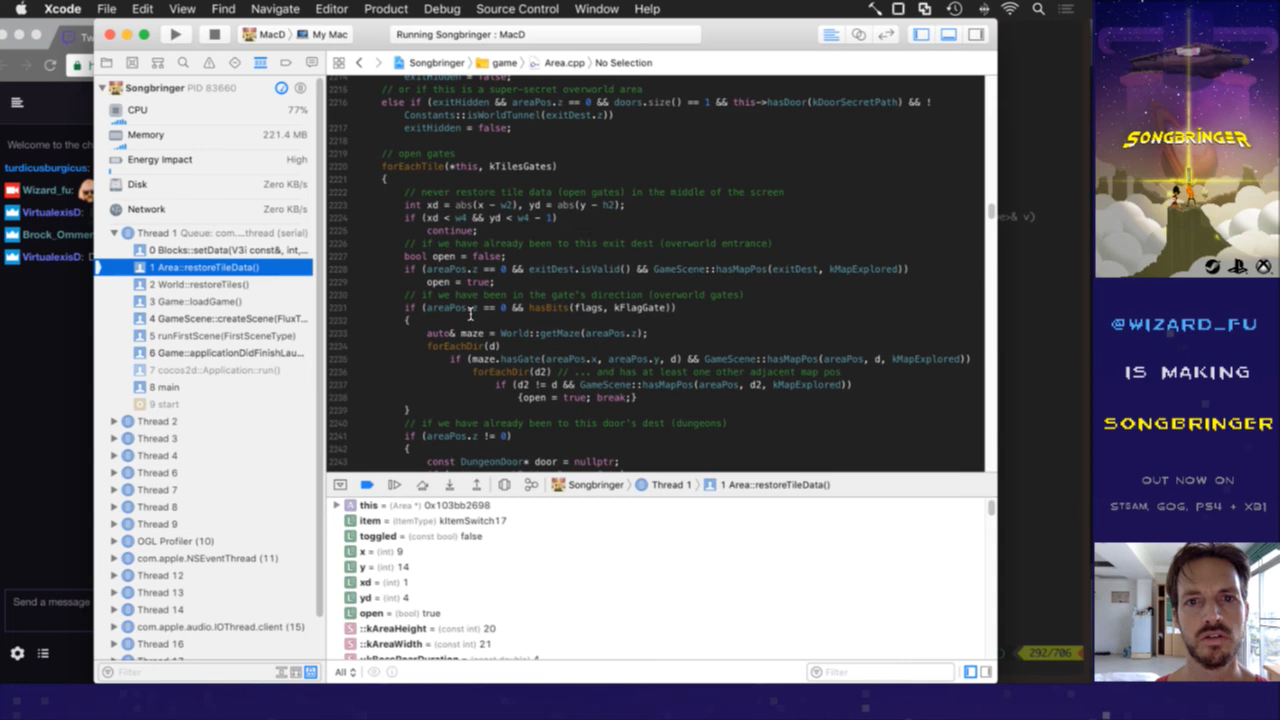 Xcode File Edit View Find Navigate Editor Product Debug Source Control Window Help
MacD My Mac
Running Songbringer : MacD
Songbringer game Area.cpp No Selection
Songbringer PID 83660
CPU 77%
Memory 221.4 MB
Energy Impact High
Disk Zero KB/s
Network Zero KB/s
Thread 1 Queue: com....thread (serial)
0 Blocks::setData(V3i const&, int,...
1 Area::restoreTileData()
2 World::restoreTiles()
3 Game::loadGame()
4 GameScene::createScene(FluxT...
5 runFirstScene(FirstSceneType)
6 Game::applicationDidFinishLau...
7 cocos2d::Application::run()
8 main
9 start
Thread 2
Thread 3
Thread 4
Thread 6
Thread 7
Thread 8
Thread 9
OGL Profiler (10)
com.apple.NSEventThread (11)
Thread 12
Thread 13
Thread 14
com.apple.audio.IOThread.client (15)
Thread 16
Filter
Welcome to the ch
turdicusburgicus:
Wizard_fu:
VirtualexisD:
Brock_Ommer
VirtualexisD: D
Send a message
2214 exitHidden = false;
2215 // or if this is a super-secret overworld area
2216 else if (exitHidden && areaPos.z == 0 && doors.size() == 1 && this->hasDoor(kDoorSecretPath) && !
Constants::isWorldTunnel(exitDest.z))
2217 exitHidden = false;
2218
2219 // open gates
2220 forEachTile(*this, kTilesGates)
2221 {
2222 // never restore tile data (open gates) in the middle of the screen
2223 int xd = abs(x - w2), yd = abs(y - h2);
2224 if (xd < w4 && yd < w4 - 1)
2225 continue;
2226 // if we have already been to this exit dest (overworld entrance)
2227 bool open = false;
2228 if (areaPos.z == 0 && exitDest.isValid() && GameScene::hasMapPos(exitDest, kMapExplored))
2229 open = true;
2230 // if we have been in the gate's direction (overworld gates)
2231 if (areaPos.z == 0 && hasBits(flags, kFlagGate))
2232 {
2233 auto& maze = World::getMaze(areaPos.z);
2234 forEachDir(d)
2235 if (maze.hasGate(areaPos.x, areaPos.y, d) && GameScene::hasMapPos(areaPos, d, kMapExplored))
2236 forEachDir(d2) // ... and has at least one other adjacent map pos
2237 if (d2 != d && GameScene::hasMapPos(areaPos, d2, kMapExplored))
2238 {open = true; break;}
2239 }
2240 // if we have already been to this door's dest (dungeons)
2241 if (areaPos.z != 0)
2242 {
2243 const DungeonDoor* door = nullptr;
Songbringer Thread 1 1 Area::restoreTileData()
this = (Area *) 0x103bb2698
item = (ItemType) kItemSwitch17
toggled = (const bool) false
x = (int) 9
y = (int) 14
xd = (int) 1
yd = (int) 4
open = (bool) true
::kAreaHeight = (const int) 20
::kAreaWidth = (const int) 21
All
Filter
e>& v)
292/706
SONGBRINGER
@WIZARD_FU
IS MAKING
SONGBRINGER
OUT NOW ON
STEAM, GOG, PS4 + XB1